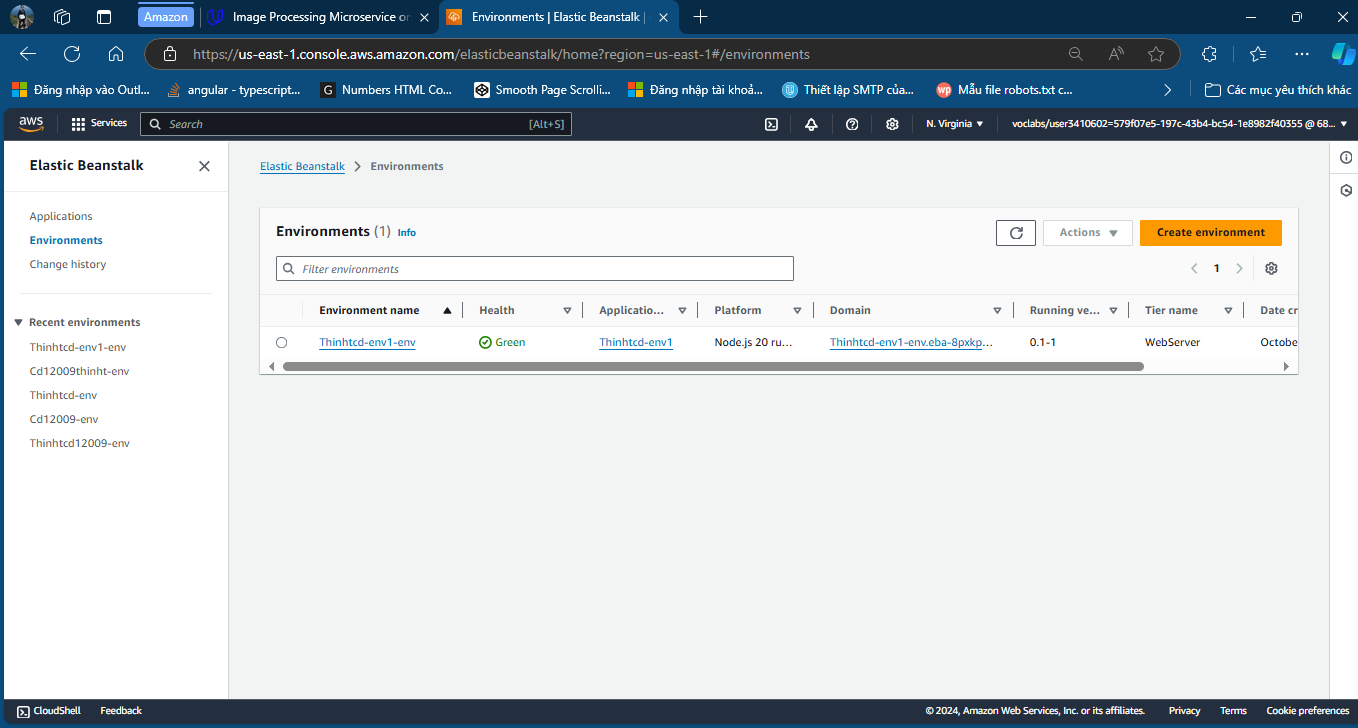 Amazon
Image Processing Microservice on
Environments | Elastic Beanstalk |
https://us-east-1.console.aws.amazon.com/elasticbeanstalk/home?region=us-east-1#/environments
Đăng nhập vào Outl...
angular - typescript...
Numbers HTML Co...
Smooth Page Scrolli...
Đăng nhập tài khoả...
Thiết lập SMTP của...
Mẫu file robots.txt c...
Các mục yêu thích khác
aws
Services
Search
[Alt+S]
N. Virginia
voclabs/user3410602=579f07e5-197c-43b4-bc54-1e8982f40355 @ 68...
Elastic Beanstalk
Applications
Environments
Change history
Recent environments
Thinhtcd-env1-env
Cd12009thinht-env
Thinhtcd-env
Cd12009-env
Thinhtcd12009-env
Elastic Beanstalk > Environments
Environments (1) Info
Actions
Create environment
Filter environments
1
Environment name Health Applicatio... Platform Domain Running ve... Tier name Date cr
Thinhtcd-env1-env Green Thinhtcd-env1 Node.js 20 ru... Thinhtcd-env1-env.eba-8pxkp... 0.1-1 WebServer Octobe
CloudShell Feedback © 2024, Amazon Web Services, Inc. or its affiliates. Privacy Terms Cookie preferences